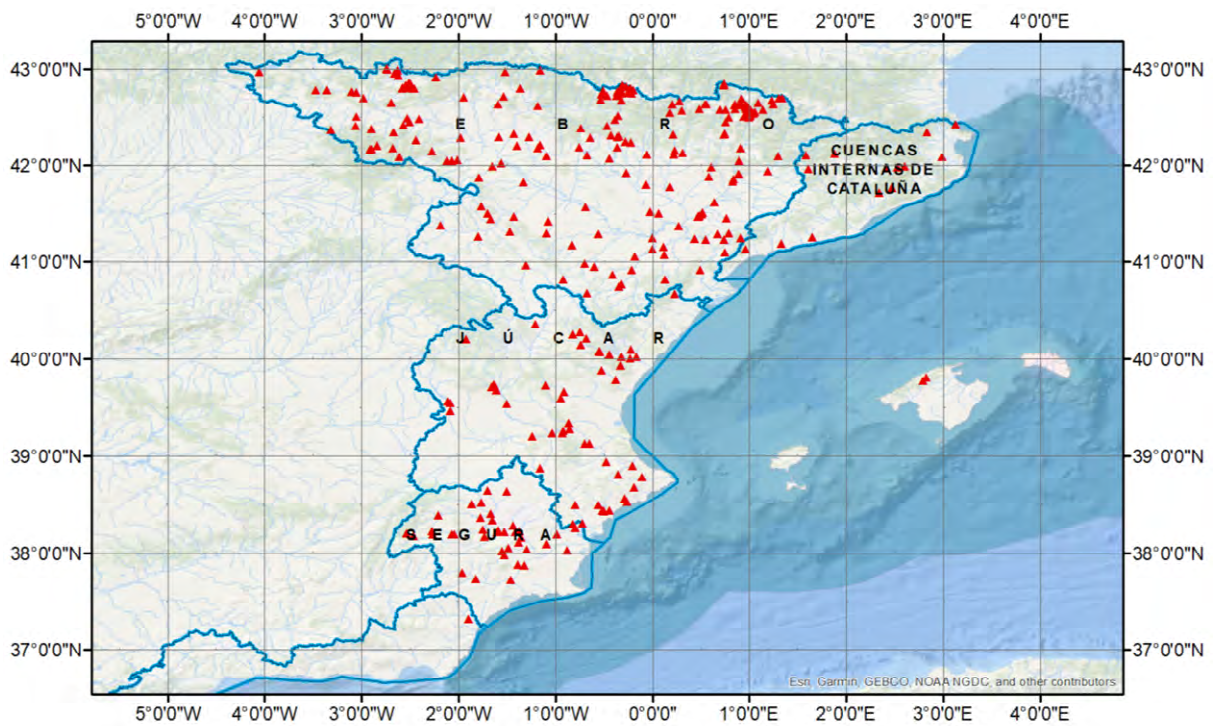 5°0'0"W 4°0'0"W 3°0'0"W 2°0'0"W 1°0'0"W 0°0'0" 1°0'0"E 2°0'0"E 3°0'0"E 4°0'0"E
43°0'0"N 43°0'0"N
E B R O
42°0'0"N 42°0'0"N
CUENCAS
INTERNAS DE
CATALUÑA
41°0'0"N 41°0'0"N
J Ú C A R
40°0'0"N 40°0'0"N
39°0'0"N 39°0'0"N
S E G U R A
38°0'0"N 38°0'0"N
37°0'0"N 37°0'0"N
Esri, Garmin, GEBCO, NOAA NGDC, and other contributors
5°0'0"W 4°0'0"W 3°0'0"W 2°0'0"W 1°0'0"W 0°0'0" 1°0'0"E 2°0'0"E 3°0'0"E 4°0'0"E